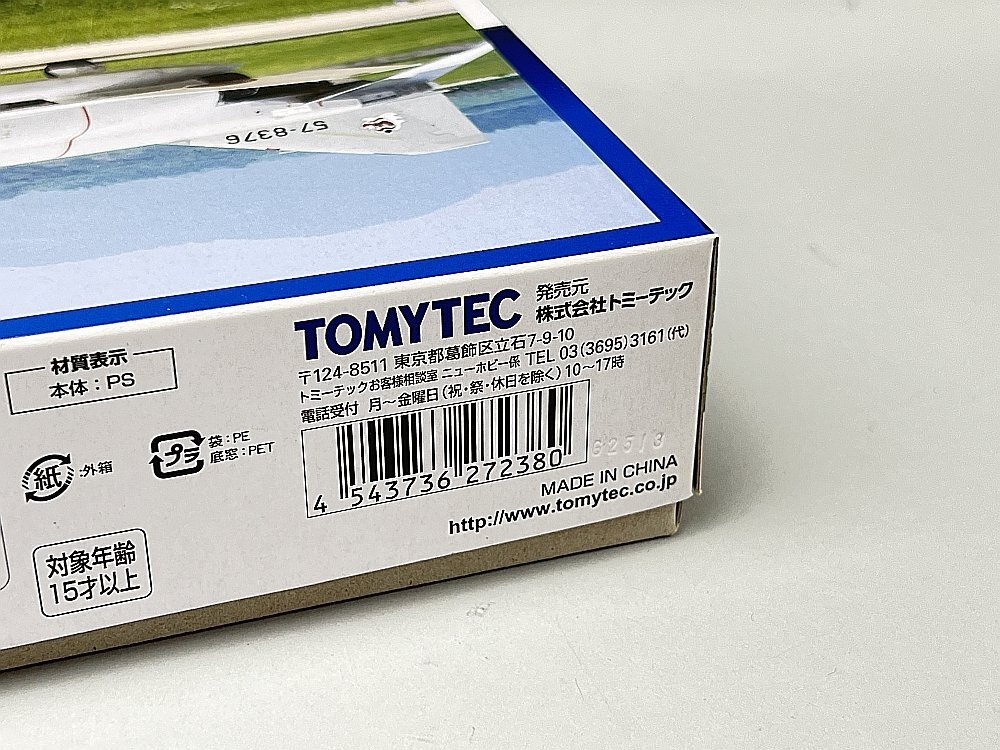 57-8376
TOMYTEC
発売元
株式会社トミーテック
〒124-8511 東京都葛飾区立石7-9-10
トミーテックお客様相談室 ニューホビー係 TEL 03(3695)3161(代)
電話受付 月〜金曜日(祝・祭・休日を除く)10〜17時
材質表示
本体：PS
紙 :外箱
プラ
袋：PE
底窓：PET
4 543736 272380
MADE IN CHINA
http://www.tomytec.co.jp
対象年齢
15才以上